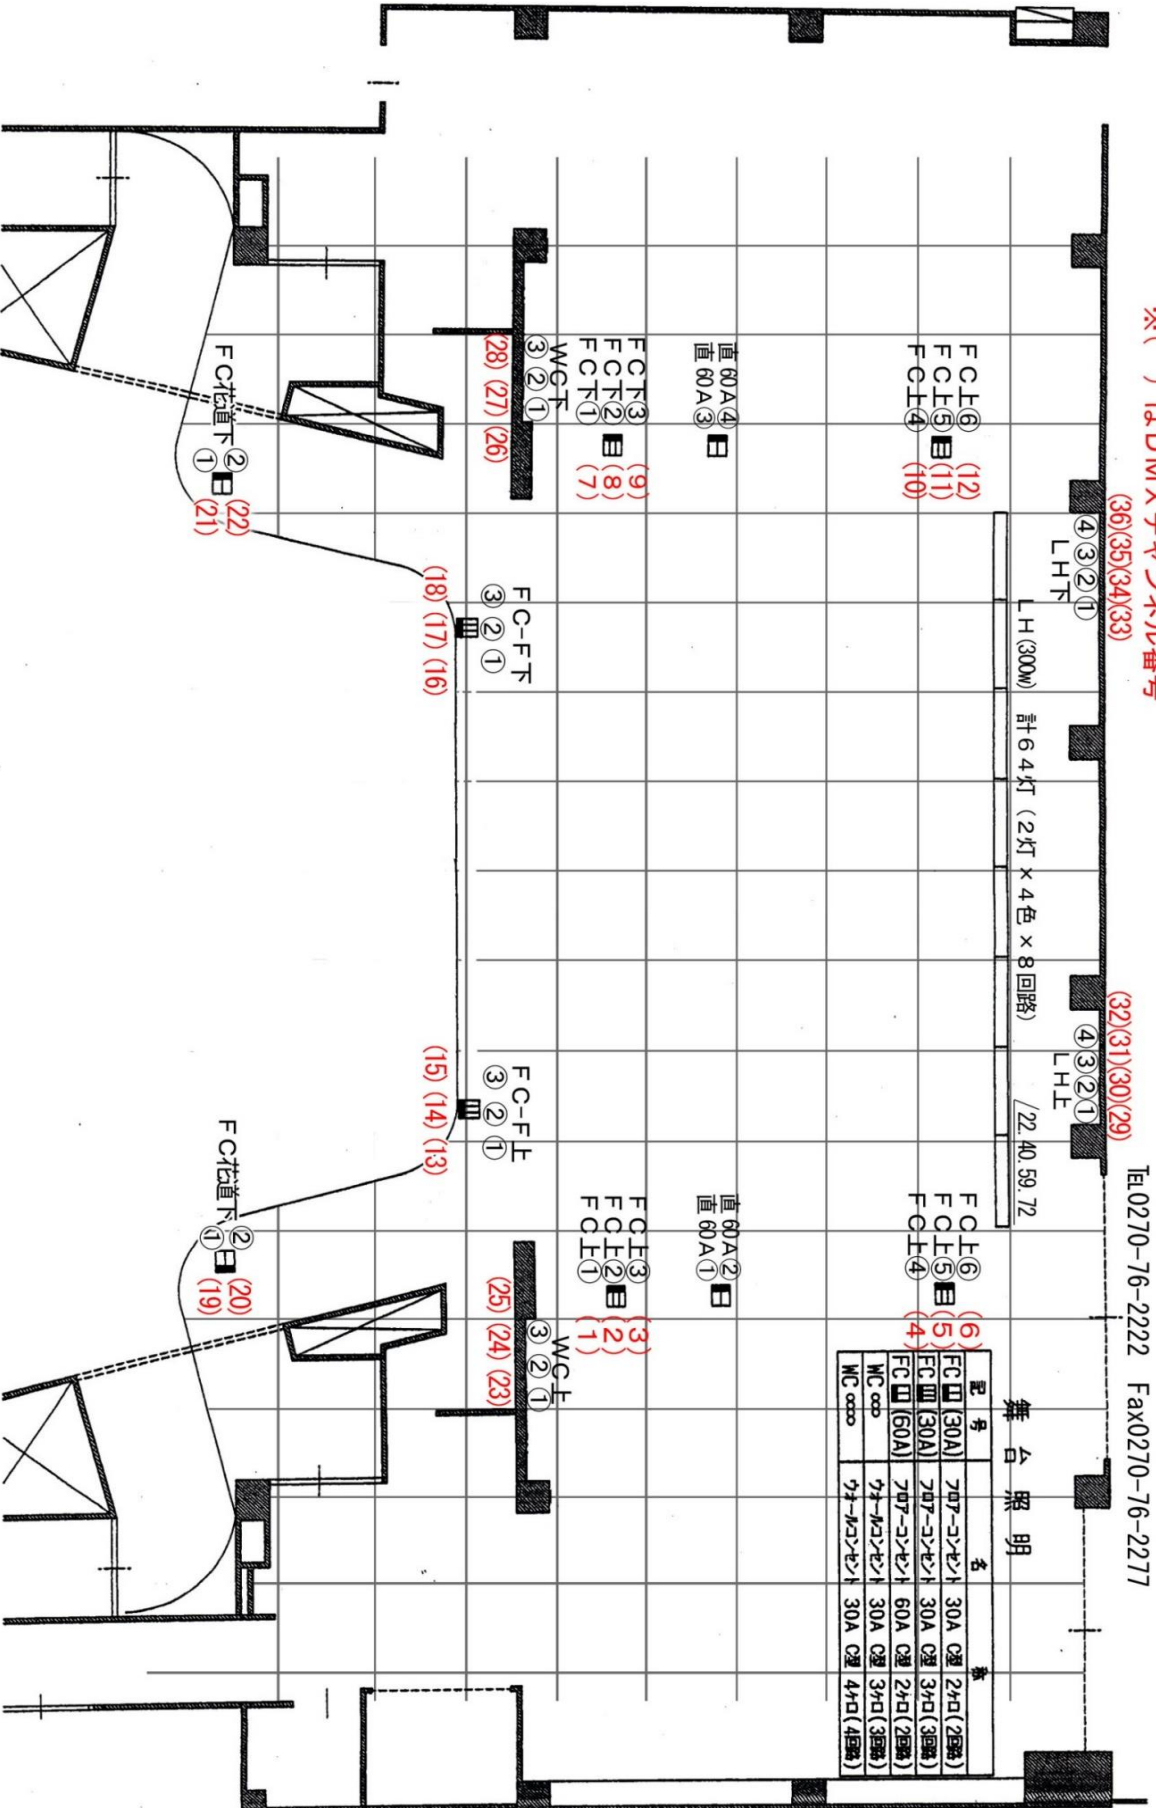 ※( )はDMXチャンネル番号
TEL0270-76-2222 Fax0270-76-2277
(36)(35)(34)(33)
④③②①
LH下
(32)(31)(30)(29)
④③②①
LH上
舞台照明
記号 名称
FC (30A) フロアーコンセント 30A C型 2ケ口(2回路)
FC (30A) フロアーコンセント 30A C型 3ケ口(3回路)
FC (60A) フロアーコンセント 60A C型 2ケ口(2回路)
WC ウォールコンセント 30A C型 3ケ口(3回路)
WC ウォールコンセント 30A C型 4ケ口(4回路)
LH(300W) 計64灯(2灯×4色×8回路) /22.40.59.72
FC上⑥ (12)
FC上⑤ (11)
FC上④ (10)
FC上⑥ (6)
FC上⑤ (5)
FC上④ (4)
直60A④
直60A③
直60A②
直60A①
FC下③ (9)
FC下② (8)
FC下① (7)
FC上③ (3)
FC上② (2)
FC上① (1)
WC下
③②①
(28)(27)(26)
WC上
③②①
(25)(24)(23)
FC-F下
③②①
(18)(17)(16)
FC-F上
③②①
(15)(14)(13)
FC花道下② (22)
① (21)
FC花道下② (20)
① (19)